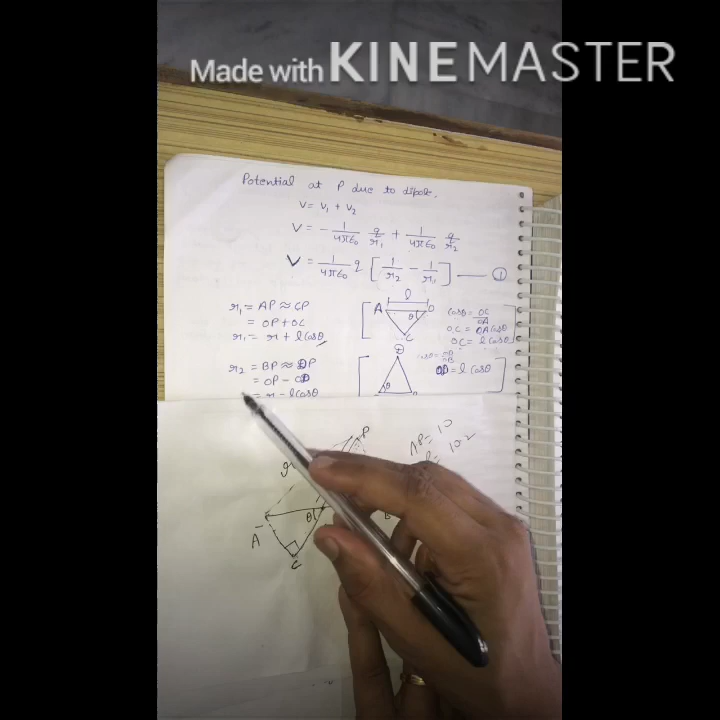 Made with KINEMASTER
Potential at P due to dipole.
V = V₁ + V₂
V = - 1/4πε₀ q/r₁ + 1/4πε₀ q/r₂
V = 1/4πε₀ q [ 1/r₂ - 1/r₁ ] —— ①
r₁ = AP ≈ CP
= OP + OC
r₁ = r + l cosθ
l
A O
θ
C
cosθ = OC/OA
OC = OA cosθ
OC = l cosθ
r₂ = BP ≈ DP
= OP - OD
= r - l cosθ
D
θ
OD = l cosθ
P
AP = 10
10.2
θ
A
B
C